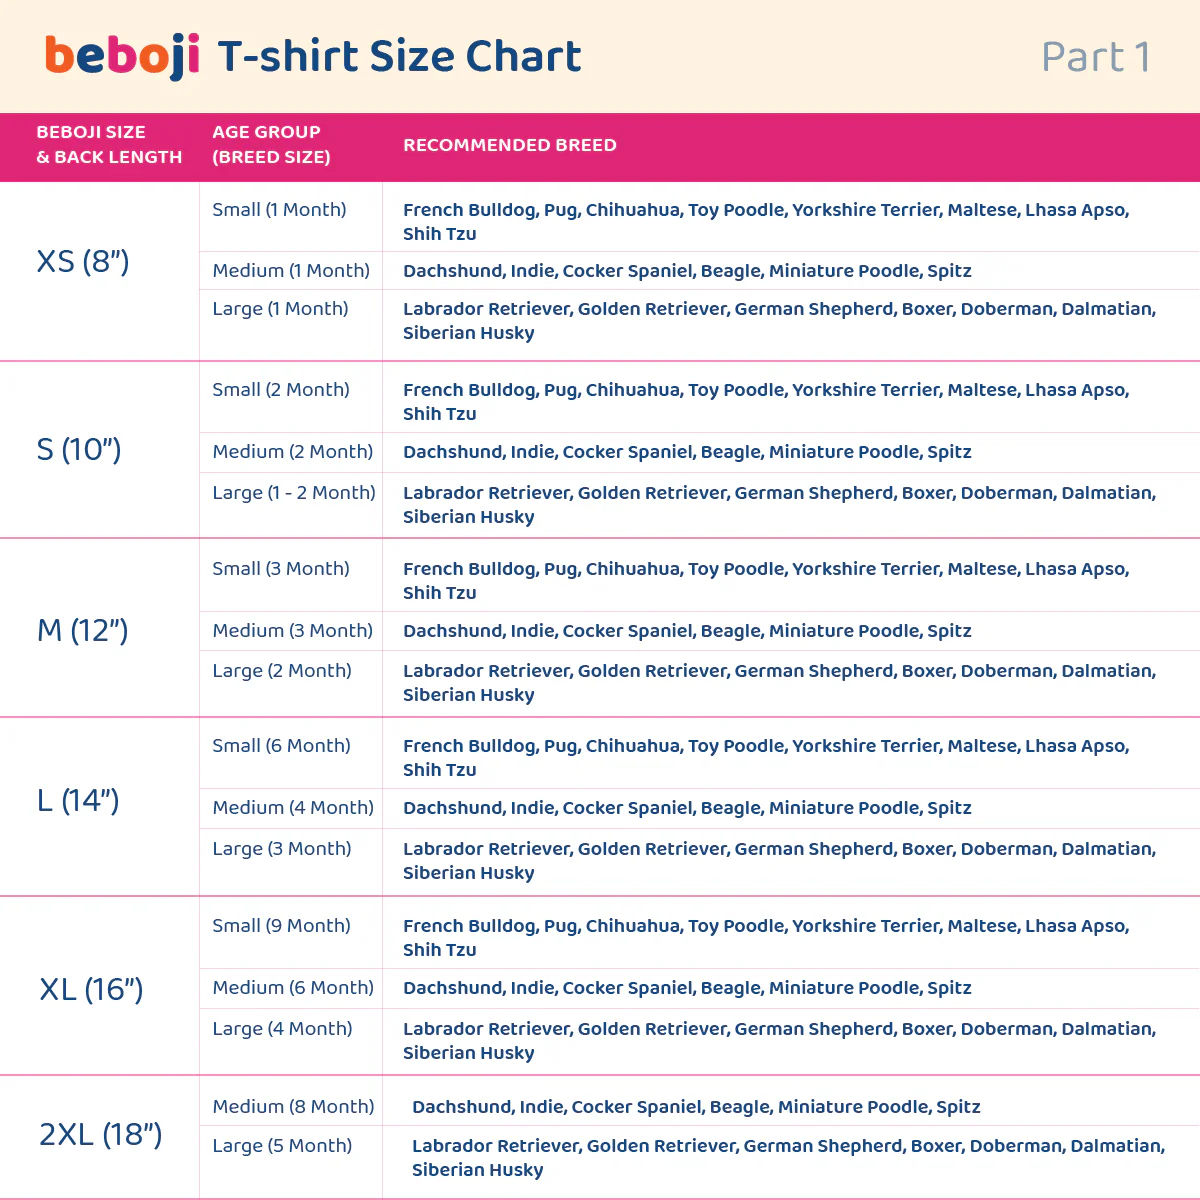 beboji T-shirt Size Chart
Part 1
BEBOJI SIZE
& BACK LENGTH
AGE GROUP
(BREED SIZE)
RECOMMENDED BREED
XS (8”)
Small (1 Month)
French Bulldog, Pug, Chihuahua, Toy Poodle, Yorkshire Terrier, Maltese, Lhasa Apso,
Shih Tzu
Medium (1 Month)
Dachshund, Indie, Cocker Spaniel, Beagle, Miniature Poodle, Spitz
Large (1 Month)
Labrador Retriever, Golden Retriever, German Shepherd, Boxer, Doberman, Dalmatian,
Siberian Husky
S (10”)
Small (2 Month)
French Bulldog, Pug, Chihuahua, Toy Poodle, Yorkshire Terrier, Maltese, Lhasa Apso,
Shih Tzu
Medium (2 Month)
Dachshund, Indie, Cocker Spaniel, Beagle, Miniature Poodle, Spitz
Large (1 - 2 Month)
Labrador Retriever, Golden Retriever, German Shepherd, Boxer, Doberman, Dalmatian,
Siberian Husky
M (12”)
Small (3 Month)
French Bulldog, Pug, Chihuahua, Toy Poodle, Yorkshire Terrier, Maltese, Lhasa Apso,
Shih Tzu
Medium (3 Month)
Dachshund, Indie, Cocker Spaniel, Beagle, Miniature Poodle, Spitz
Large (2 Month)
Labrador Retriever, Golden Retriever, German Shepherd, Boxer, Doberman, Dalmatian,
Siberian Husky
L (14”)
Small (6 Month)
French Bulldog, Pug, Chihuahua, Toy Poodle, Yorkshire Terrier, Maltese, Lhasa Apso,
Shih Tzu
Medium (4 Month)
Dachshund, Indie, Cocker Spaniel, Beagle, Miniature Poodle, Spitz
Large (3 Month)
Labrador Retriever, Golden Retriever, German Shepherd, Boxer, Doberman, Dalmatian,
Siberian Husky
XL (16”)
Small (9 Month)
French Bulldog, Pug, Chihuahua, Toy Poodle, Yorkshire Terrier, Maltese, Lhasa Apso,
Shih Tzu
Medium (6 Month)
Dachshund, Indie, Cocker Spaniel, Beagle, Miniature Poodle, Spitz
Large (4 Month)
Labrador Retriever, Golden Retriever, German Shepherd, Boxer, Doberman, Dalmatian,
Siberian Husky
2XL (18”)
Medium (8 Month)
Dachshund, Indie, Cocker Spaniel, Beagle, Miniature Poodle, Spitz
Large (5 Month)
Labrador Retriever, Golden Retriever, German Shepherd, Boxer, Doberman, Dalmatian,
Siberian Husky